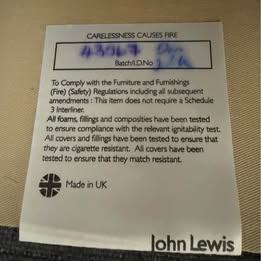 CARELESSNESS CAUSES FIRE
Batch/I.D.No
To Comply with the Furniture and Furnishings
(Fire) (Safety) Regulations including all subsequent
amendments : This item does not require a Schedule
3 Interliner.
All foams, fillings and composities have been tested
to ensure compliance with the relevant ignitability test.
All covers and fillings have been tested to ensure that
they are cigarette resistant. All covers have been
tested to ensure that they match resistant.
Made in UK
John Lewis